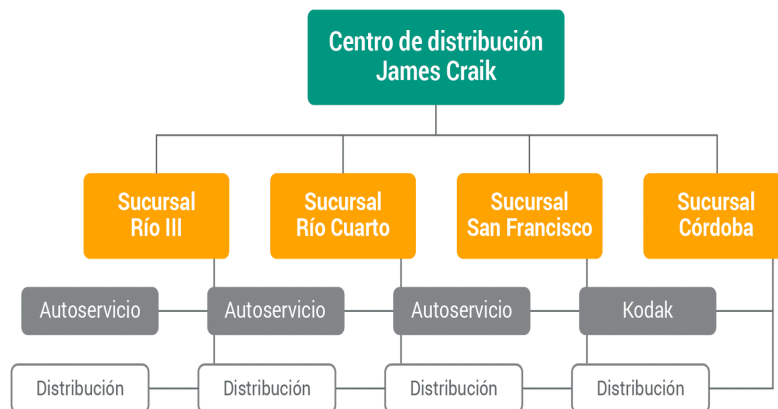 Centro de distribución
James Craik
Sucursal
Río III
Sucursal
Río Cuarto
Sucursal
San Francisco
Sucursal
Córdoba
Autoservicio
Autoservicio
Autoservicio
Kodak
Distribución
Distribución
Distribución
Distribución